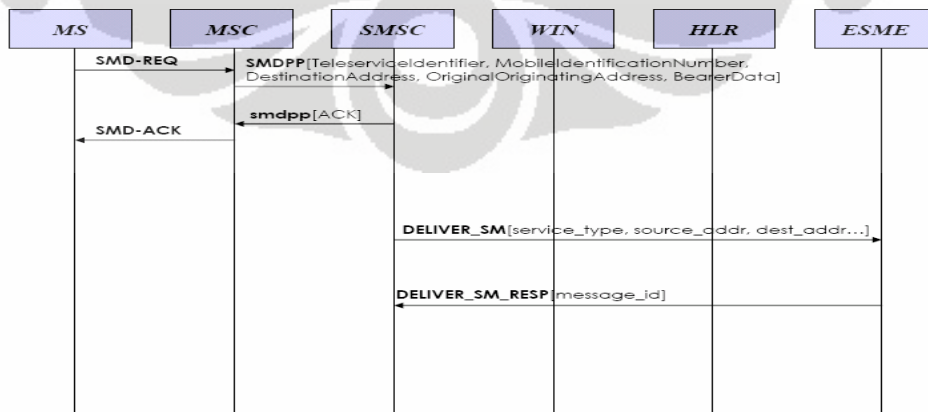 MS MSC SMSC WIN HLR ESME
SMD-REQ
SMDPP[TeleserviceIdentifier, MobileIdentificationNumber,
DestinationAddress, OriginalOriginatingAddress, BearerData]
smdpp[ACK]
SMD-ACK
DELIVER_SM[service_type, source_addr, dest_addr...]
DELIVER_SM_RESP[message_id]